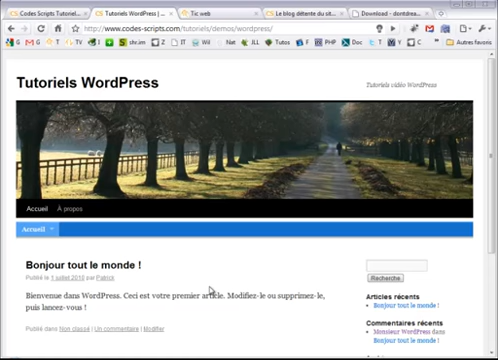 Codes Scripts Tutoriel...
Tutoriels WordPress | ...
Tic web
Le blog détente du sit...
Download - dontdrea...
http://www.codes-scripts.com/tutoriels/demos/wordpress/
Autres favoris
Tutoriels WordPress
Tutoriels vidéo WordPress
Accueil À propos
Accueil
Bonjour tout le monde !
Publié le 1 juillet 2010 par Patrick
Bienvenue dans WordPress. Ceci est votre premier article. Modifiez-le ou supprimez-le,
puis lancez-vous !
Publié dans Non classé | Un commentaire | Modifier
Recherche
Articles récents
Bonjour tout le monde !
Commentaires récents
Monsieur WordPress dans
Bonjour tout le monde !